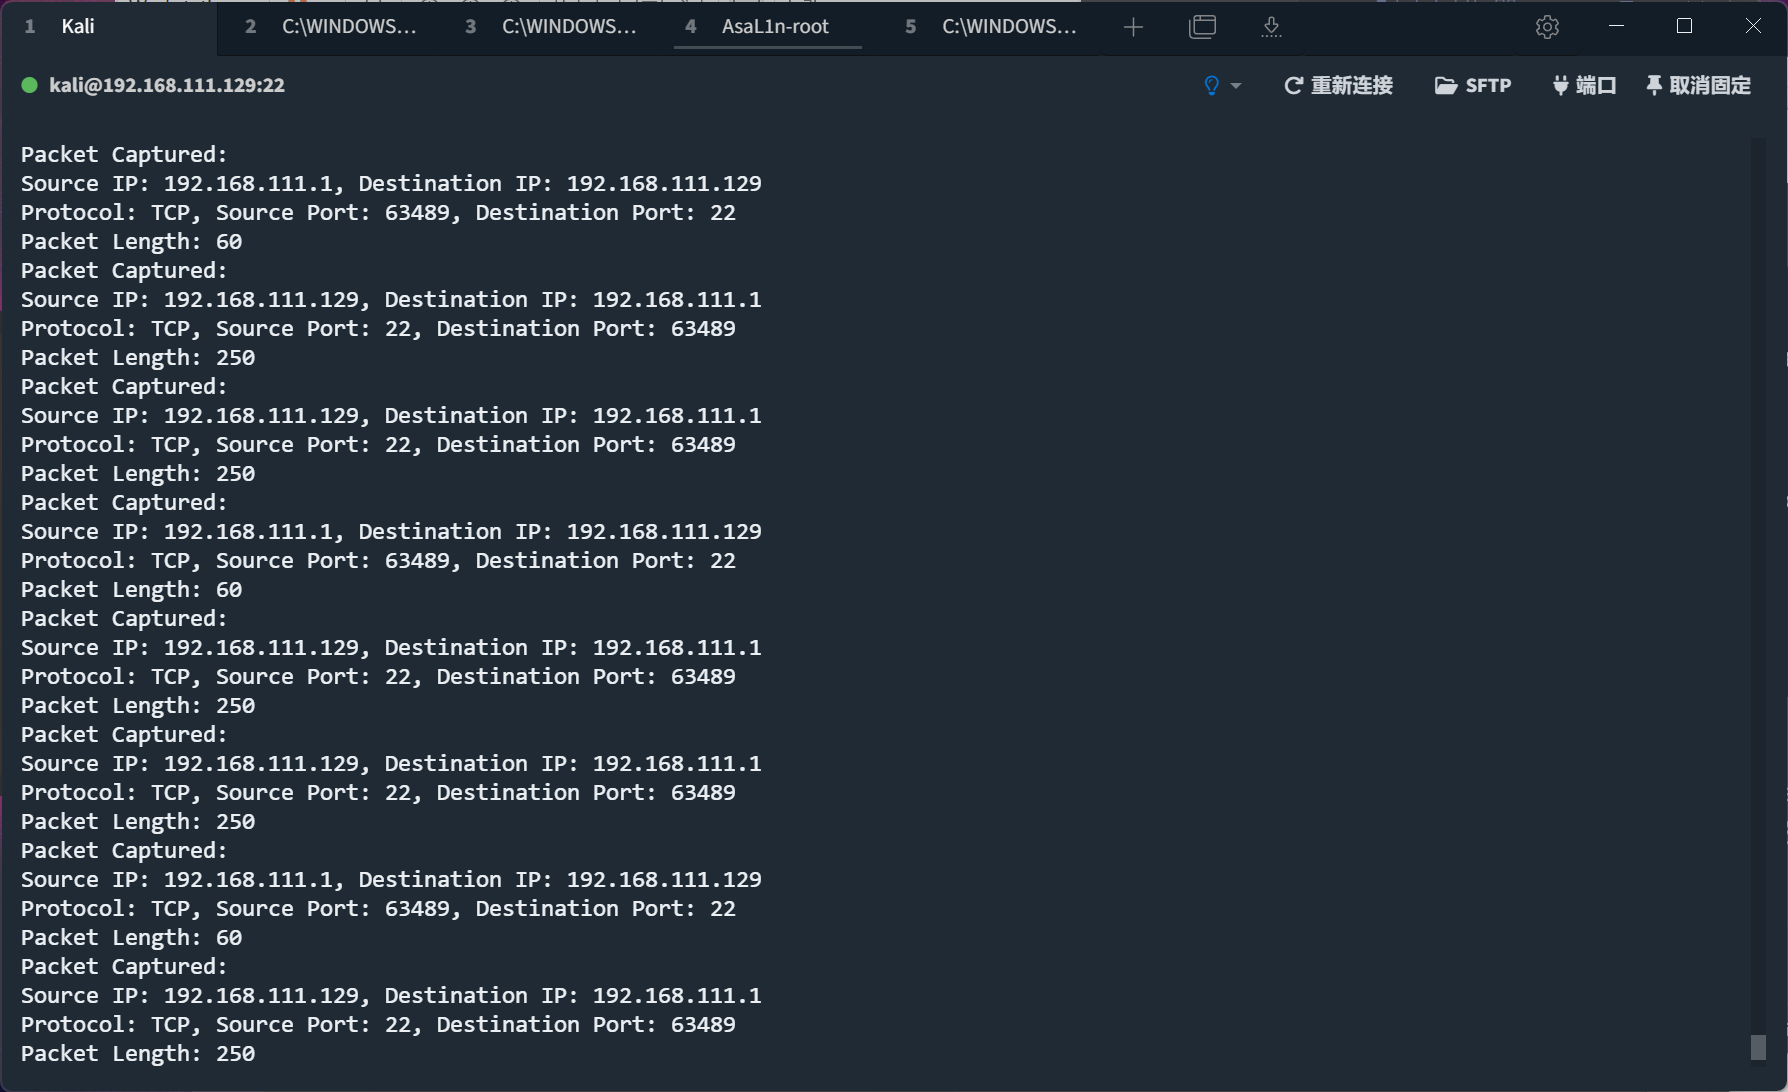 1 Kali 2 C:\WINDOWS... 3 C:\WINDOWS... 4 AsaL1n-root 5 C:\WINDOWS...
kali@192.168.111.129:22 重新连接 SFTP 端口 取消固定
Packet Captured:
Source IP: 192.168.111.1, Destination IP: 192.168.111.129
Protocol: TCP, Source Port: 63489, Destination Port: 22
Packet Length: 60
Packet Captured:
Source IP: 192.168.111.129, Destination IP: 192.168.111.1
Protocol: TCP, Source Port: 22, Destination Port: 63489
Packet Length: 250
Packet Captured:
Source IP: 192.168.111.129, Destination IP: 192.168.111.1
Protocol: TCP, Source Port: 22, Destination Port: 63489
Packet Length: 250
Packet Captured:
Source IP: 192.168.111.1, Destination IP: 192.168.111.129
Protocol: TCP, Source Port: 63489, Destination Port: 22
Packet Length: 60
Packet Captured:
Source IP: 192.168.111.129, Destination IP: 192.168.111.1
Protocol: TCP, Source Port: 22, Destination Port: 63489
Packet Length: 250
Packet Captured:
Source IP: 192.168.111.129, Destination IP: 192.168.111.1
Protocol: TCP, Source Port: 22, Destination Port: 63489
Packet Length: 250
Packet Captured:
Source IP: 192.168.111.1, Destination IP: 192.168.111.129
Protocol: TCP, Source Port: 63489, Destination Port: 22
Packet Length: 60
Packet Captured:
Source IP: 192.168.111.129, Destination IP: 192.168.111.1
Protocol: TCP, Source Port: 22, Destination Port: 63489
Packet Length: 250